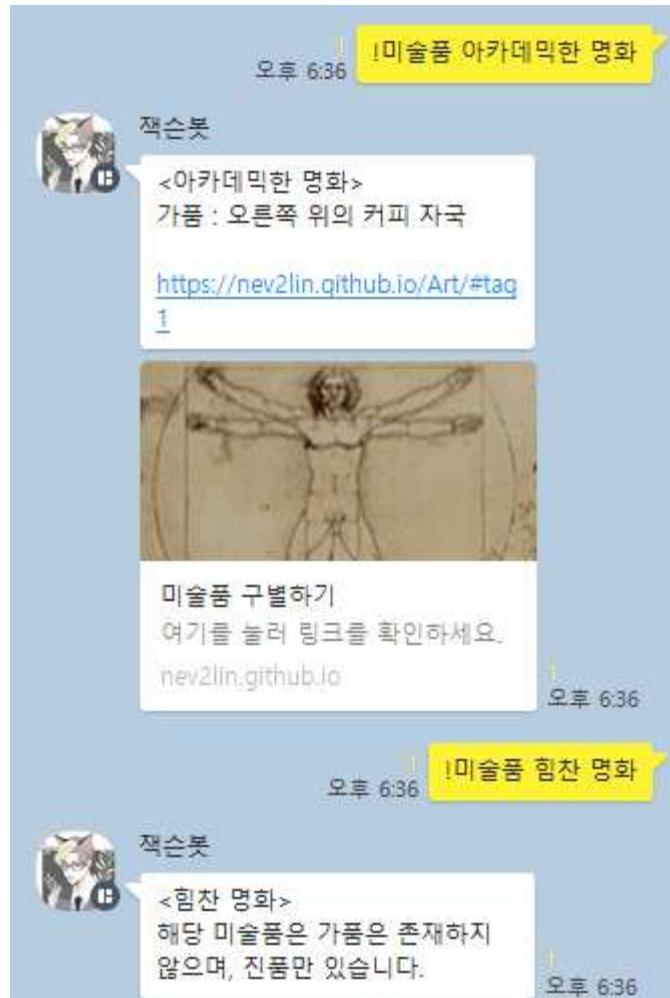 !미술품 아카데믹한 명화
1
오후 6:36
잭슨봇
<아카데믹한 명화>
가품 : 오른쪽 위의 커피 자국
https://nev2lin.github.io/Art/#tag
1
미술품 구별하기
여기를 눌러 링크를 확인하세요.
nev2lin.github.io
1
오후 6:36
!미술품 힘찬 명화
1
오후 6:36
잭슨봇
<힘찬 명화>
해당 미술품은 가품은 존재하지
않으며, 진품만 있습니다.
1
오후 6:36